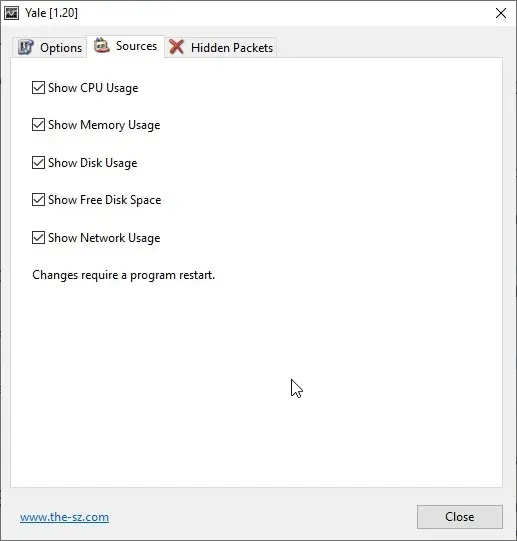 Yale [1.20]
Options Sources Hidden Packets
Show CPU Usage
Show Memory Usage
Show Disk Usage
Show Free Disk Space
Show Network Usage
Changes require a program restart.
www.the-sz.com Close